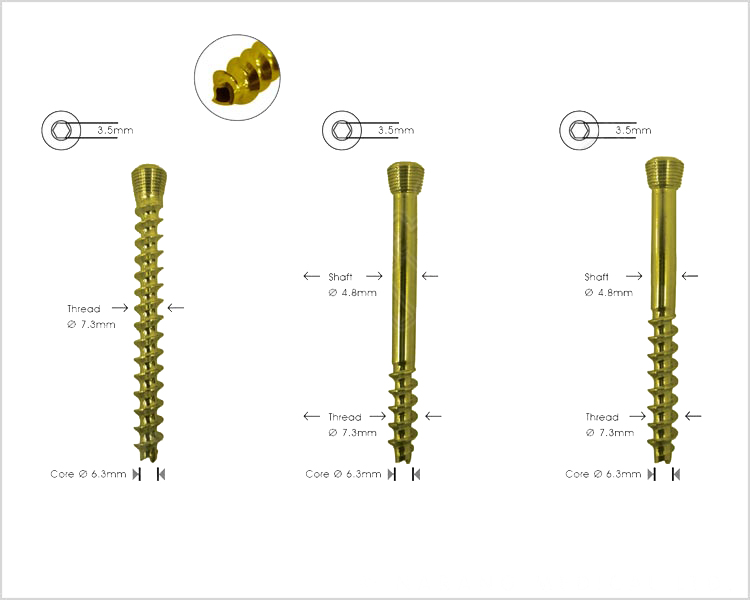 3.5mm
3.5mm
3.5mm
Shaft
Ø 4.8mm
Shaft
Ø 4.8mm
Thread
Ø 7.3mm
Thread
Ø 7.3mm
Thread
Ø 7.3mm
Core Ø 6.3mm
Core Ø 6.3mm
Core Ø 6.3mm